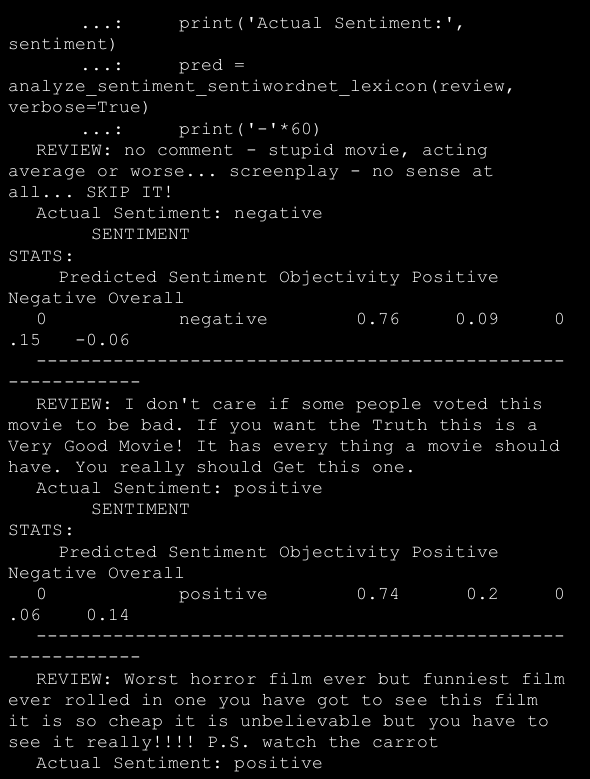 ...:     print('Actual Sentiment:',
sentiment)
...:     pred =
analyze_sentiment_sentiwordnet_lexicon(review,
verbose=True)
...:     print('-'*60)
REVIEW: no comment - stupid movie, acting
average or worse... screenplay - no sense at
all... SKIP IT!
Actual Sentiment: negative
SENTIMENT
STATS:
Predicted Sentiment Objectivity Positive
Negative Overall
0            negative        0.76     0.09     0
.15   -0.06
------------------------------------------------
------------
REVIEW: I don't care if some people voted this
movie to be bad. If you want the Truth this is a
Very Good Movie! It has every thing a movie should
have. You really should Get this one.
Actual Sentiment: positive
SENTIMENT
STATS:
Predicted Sentiment Objectivity Positive
Negative Overall
0            positive        0.74      0.2     0
.06    0.14
------------------------------------------------
------------
REVIEW: Worst horror film ever but funniest film
ever rolled in one you have got to see this film
it is so cheap it is unbelievable but you have to
see it really!!!! P.S. watch the carrot
Actual Sentiment: positive